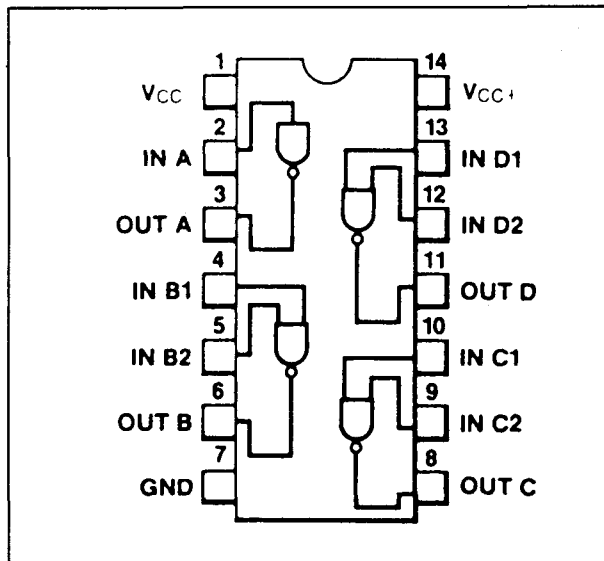 1 14
VCC VCC+
2 13
IN A IN D1
3 12
OUT A IN D2
4 11
IN B1 OUT D
5 10
IN B2 IN C1
6 9
OUT B IN C2
7 8
GND OUT C